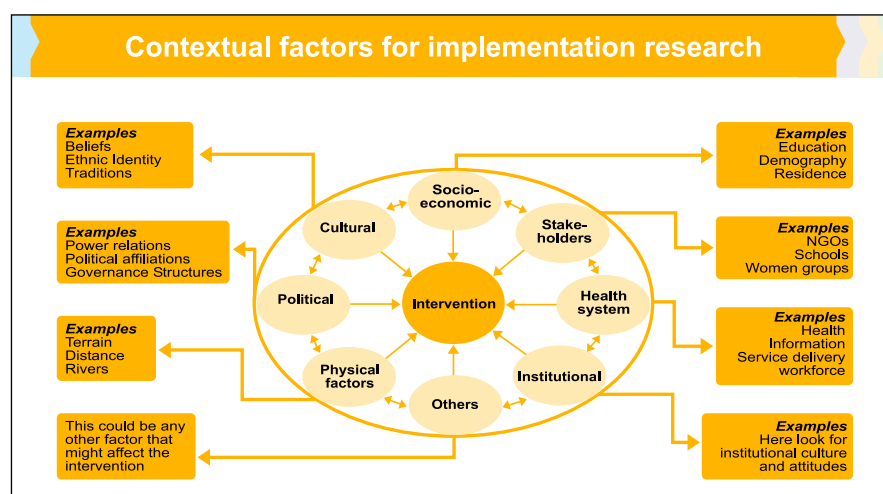 Contextual factors for implementation research
Examples
Beliefs
Ethnic Identity
Traditions
Examples
Power relations
Political affiliations
Governance Structures
Examples
Terrain
Distance
Rivers
This could be any
other factor that
might affect the
intervention
Socio-
economic
Cultural
Stake-
holders
Political
Intervention
Health
system
Physical
factors
Institutional
Others
Examples
Education
Demography
Residence
Examples
NGOs
Schools
Women groups
Examples
Health
Information
Service delivery
workforce
Examples
Here look for
institutional culture
and attitudes